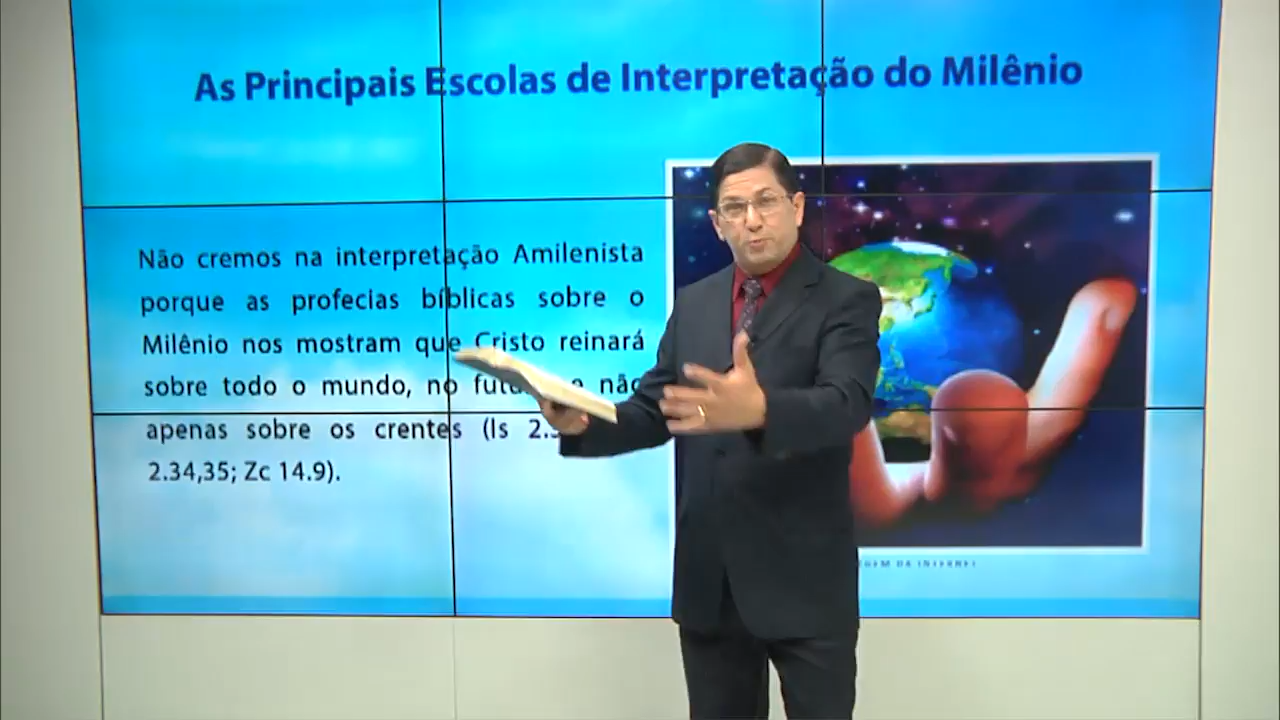 As Principais Escolas de Interpretação do Milênio
Não cremos na interpretação Amilenista
porque as profecias bíblicas sobre o
Milênio nos mostram que Cristo reinará
sobre todo o mundo, no não
apenas sobre os crentes (Is
2.34,35; Zc 14.9).
INTERNET